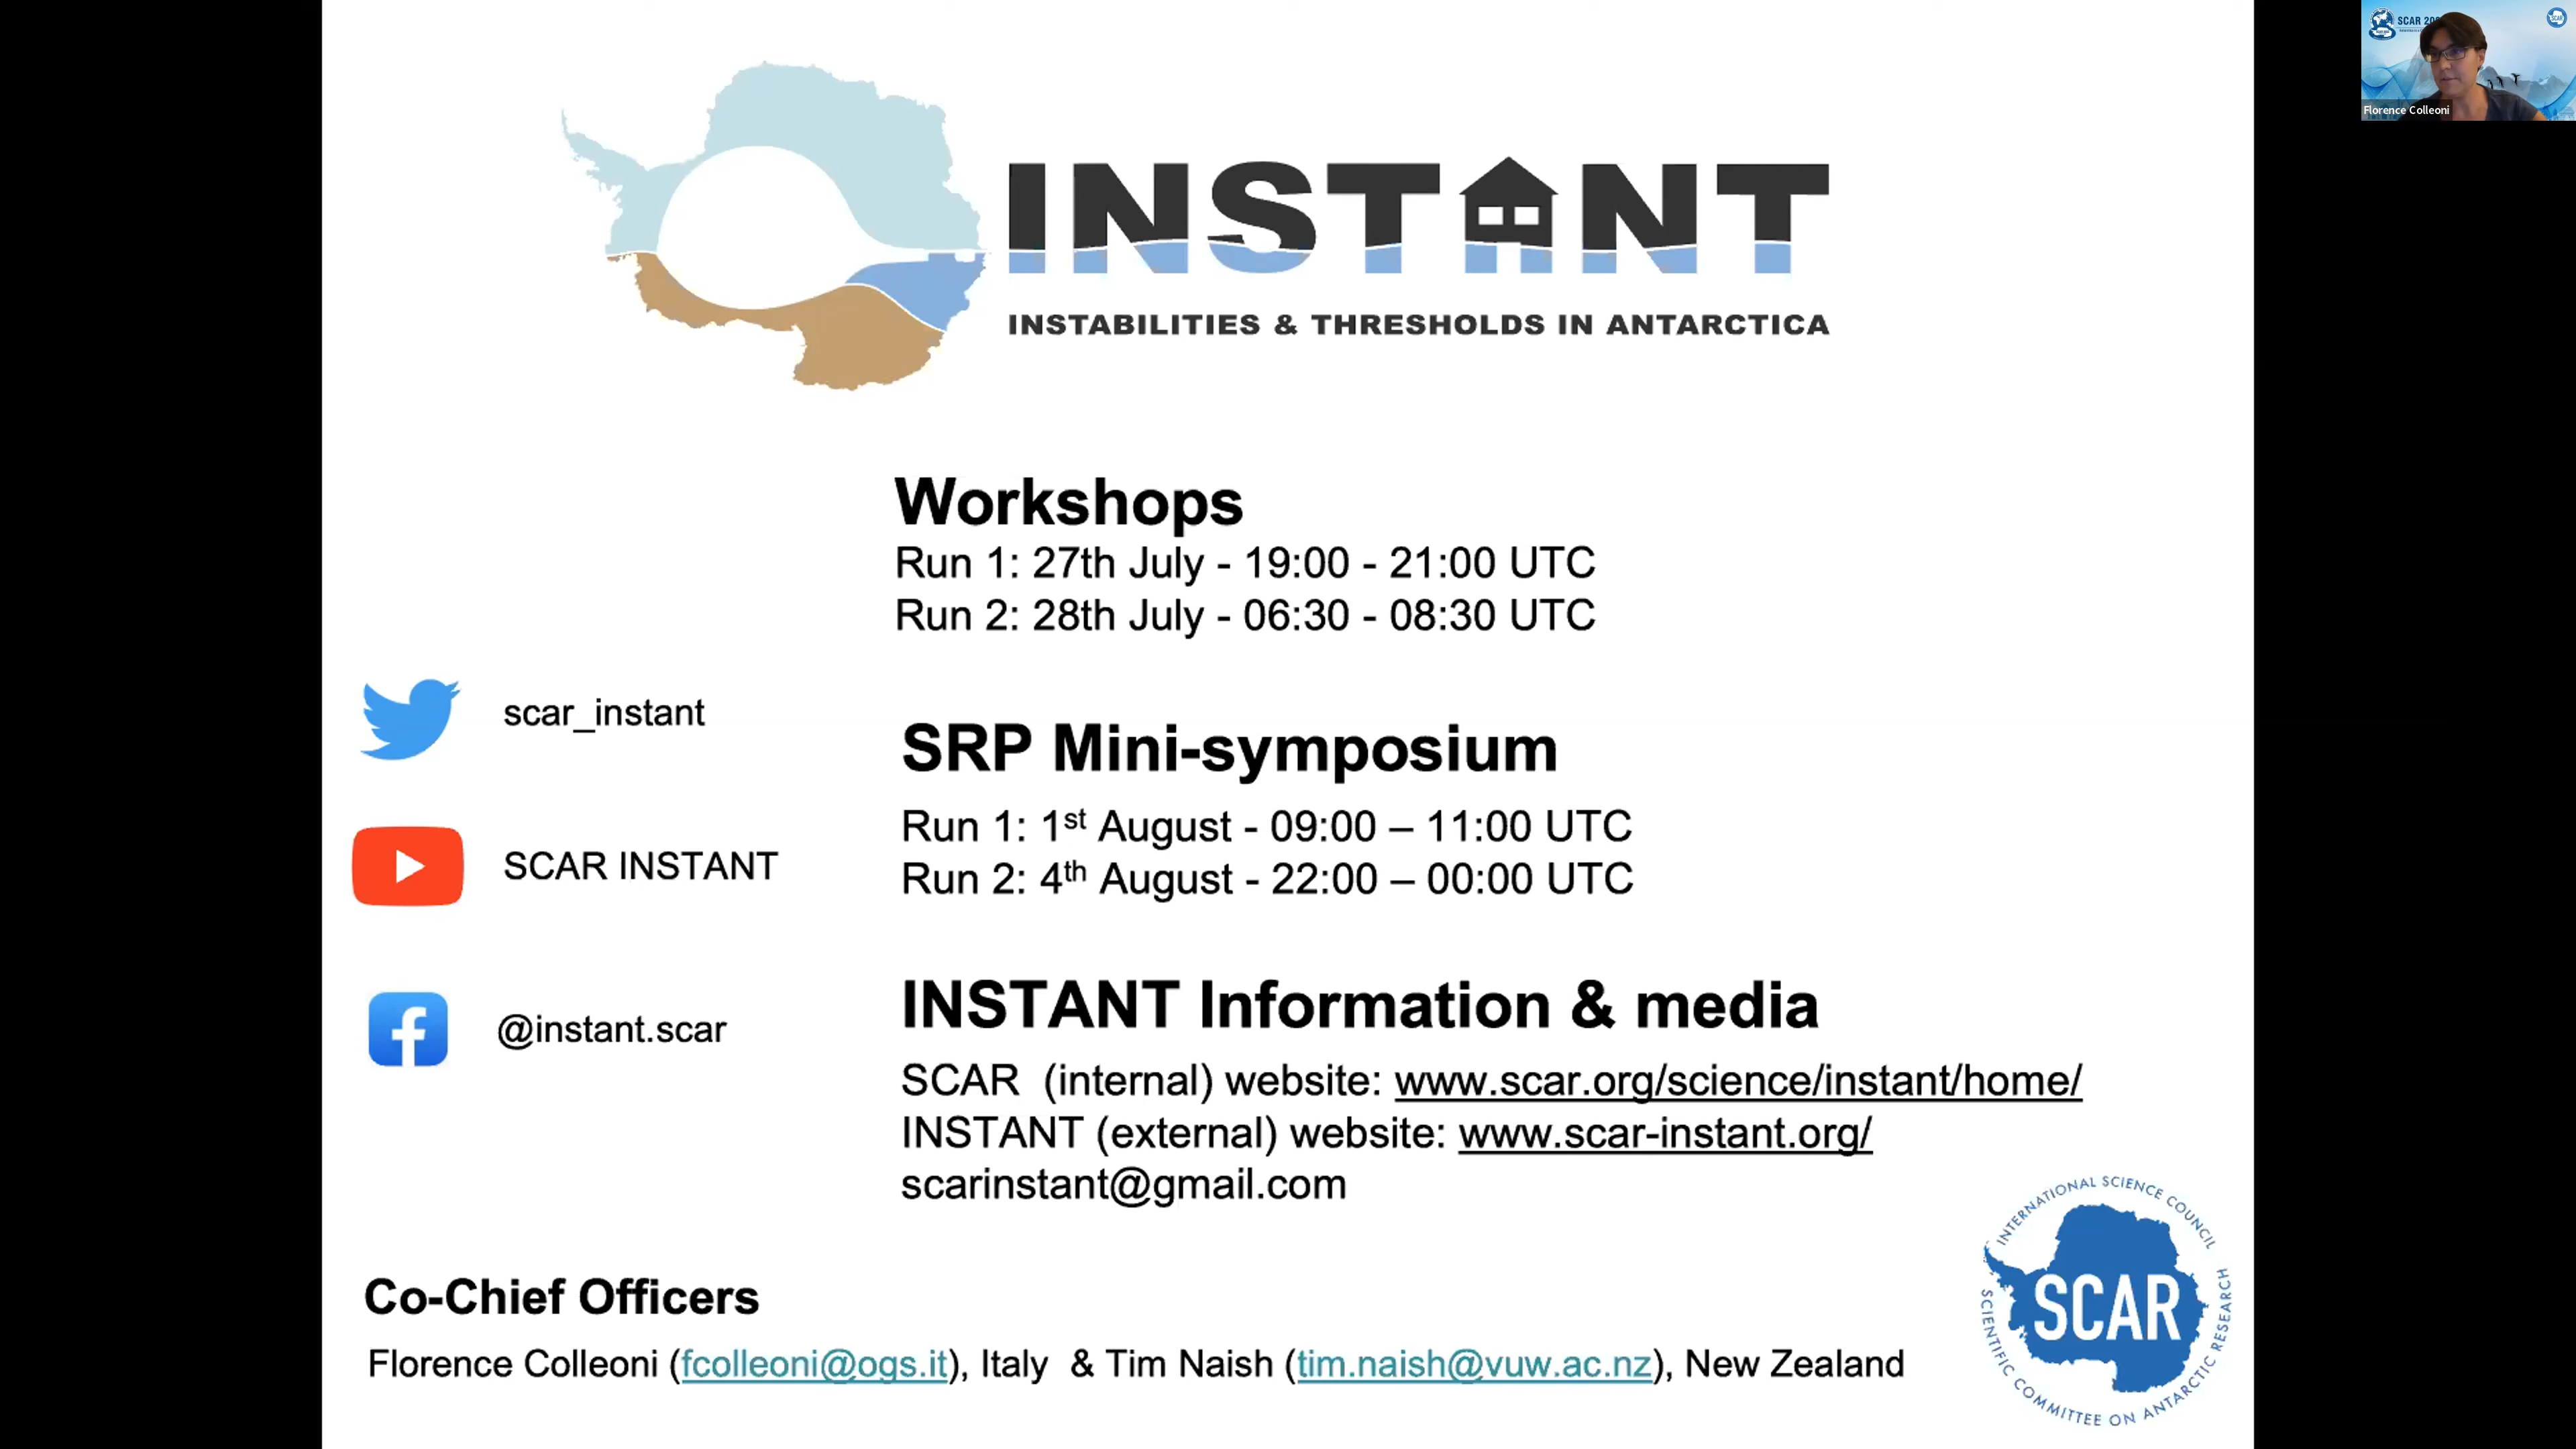 SCAR 20
Florence Colleoni
INSTANT
INSTABILITIES & THRESHOLDS IN ANTARCTICA
Workshops
Run 1: 27th July - 19:00 - 21:00 UTC
Run 2: 28th July - 06:30 - 08:30 UTC
scar_instant
SRP Mini-symposium
Run 1: 1st August - 09:00 – 11:00 UTC
Run 2: 4th August - 22:00 – 00:00 UTC
SCAR INSTANT
INSTANT Information & media
@instant.scar
SCAR (internal) website: www.scar.org/science/instant/home/
INSTANT (external) website: www.scar-instant.org/
scarinstant@gmail.com
Co-Chief Officers
Florence Colleoni (fcolleoni@ogs.it), Italy & Tim Naish (tim.naish@vuw.ac.nz), New Zealand
INTERNATIONAL SCIENCE COUNCIL
SCAR
SCIENTIFIC COMMITTEE ON ANTARCTIC RESEARCH